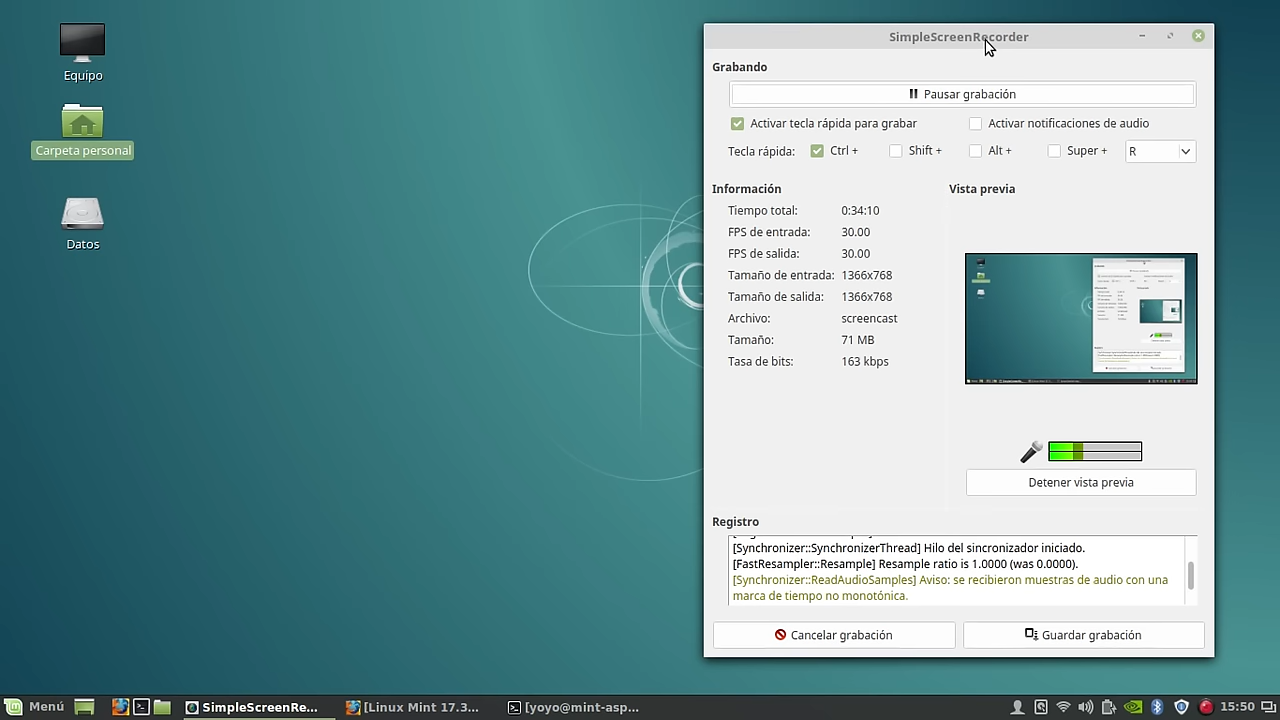 Equipo
Carpeta personal
Datos
SimpleScreenRecorder
Grabando
Pausar grabación
Activar tecla rápida para grabar
Activar notificaciones de audio
Tecla rápida: Ctrl + Shift + Alt + Super + R
Información
Tiempo total: 0:34:10
FPS de entrada: 30.00
FPS de salida: 30.00
Tamaño de entrada: 1366x768
Tamaño de salida: 1366x768
Archivo: screencast
Tamaño: 71 MB
Tasa de bits: 163 kbps
Vista previa
Detener vista previa
Registro
[Synchronizer::SynchronizerThread] Hilo del sincronizador iniciado.
[FastResampler::Resample] Resample ratio is 1.0000 (was 0.0000).
[Synchronizer::ReadAudioSamples] Aviso: se recibieron muestras de audio con una
marca de tiempo no monotónica.
Cancelar grabación
Guardar grabación
Menú
SimpleScreenRe...
[Linux Mint 17.3...
[yoyo@mint-asp...
15:50